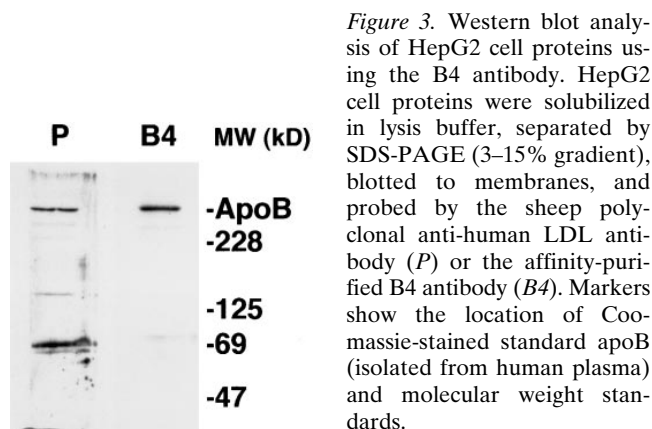 P B4 MW (kD)
-ApoB
-228
-125
-69
-47
Figure 3. Western blot analy-
sis of HepG2 cell proteins us-
ing the B4 antibody. HepG2
cell proteins were solubilized
in lysis buffer, separated by
SDS-PAGE (3–15% gradient),
blotted to membranes, and
probed by the sheep poly-
clonal anti-human LDL anti-
body (P) or the affinity-puri-
fied B4 antibody (B4). Markers
show the location of Coo-
massie-stained standard apoB
(isolated from human plasma)
and molecular weight stan-
dards.